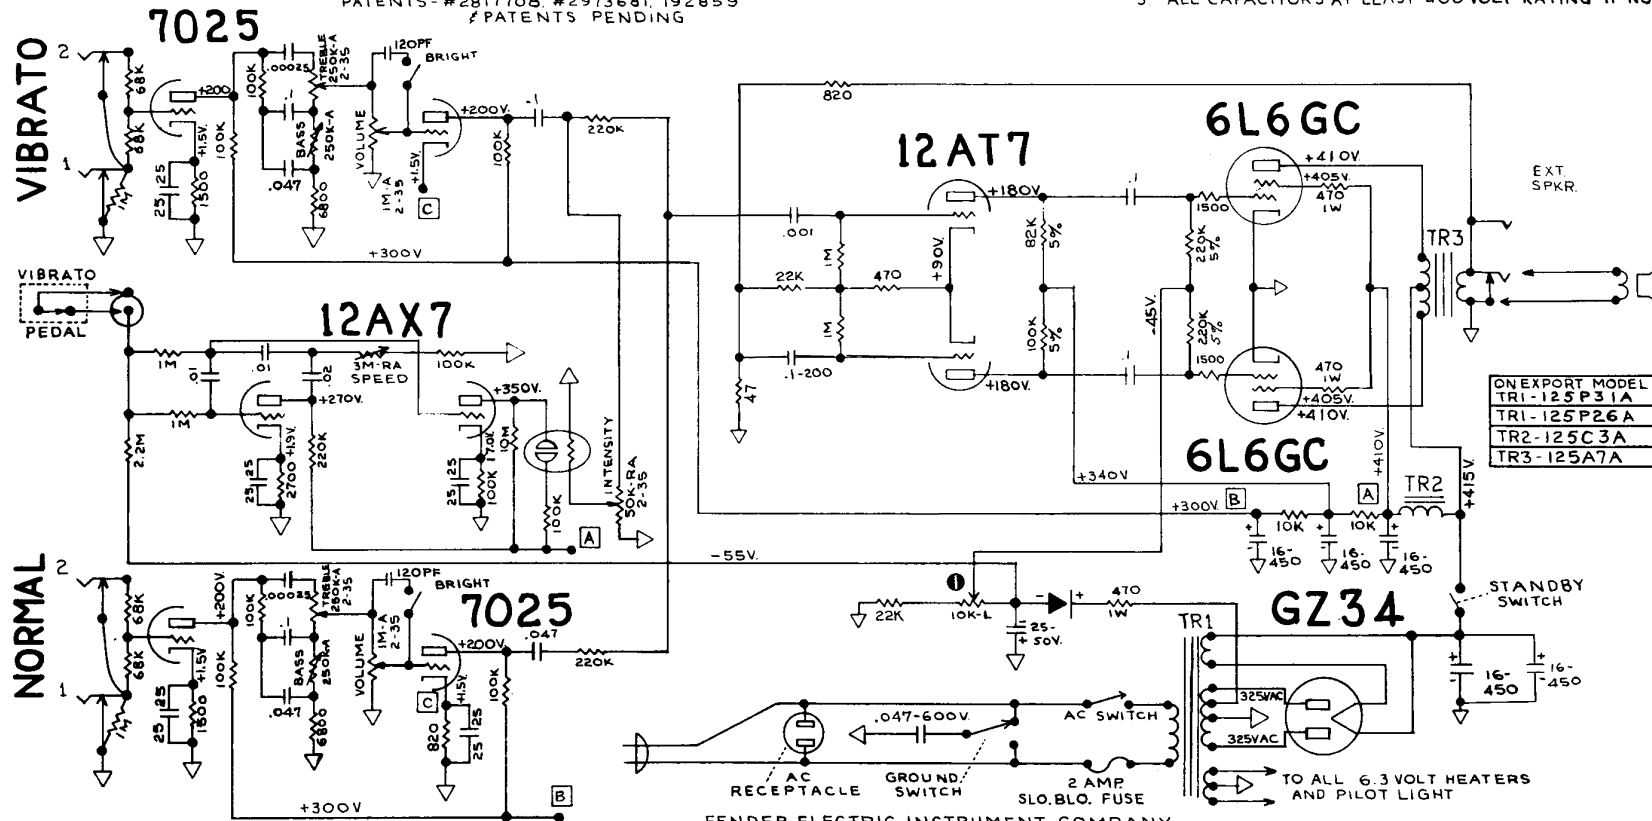 PATENTS-#2817708, #2973681, 192859
& PATENTS PENDING
3. ALL CAPACITORS AT LEAST 400 VOLT RATING IF NO
VIBRATO
7025
2
1
68K
68K
1M
+200
+1.5V.
25 25
1500
100K
100K
.00025
.1
.047
TREBLE
250K-A
2-35
BASS
250K-A
6800
120PF
BRIGHT
VOLUME
1M-A
2-35
+200V.
+1.5V.
C
100K
.1
220K
+300V
820
12AT7
6L6GC
.001
1M
22K
470
1M
.1-200
47
+180V.
+90V.
+180V.
82K
5%
100K
5%
.1
.1
-45V.
220K
5%
220K
5%
1500
1500
+410V.
+405V.
470
1W
470
1W
+405V.
+410V.
6L6GC
EXT.
SPKR.
TR3
ON EXPORT MODEL
TR1-125P31A
TR1-125P26A
TR2-125C3A
TR3-125A7A
VIBRATO
PEDAL
12AX7
1M
.01
.01
.02
3M-RA
SPEED
100K
1M
2.2M
+270V.
+1.9V.
25 25
2700
220K
+350V.
170V.
25 25
100K
10M
100K
INTENSITY
50K-RA
2-35
A
+340V
+300V.
B
A
+410V.
TR2
+415V.
10K
10K
16-
450
16-
450
16-
450
-55V.
1
22K
10K-L
25-
50V.
470
1W
STANDBY
SWITCH
GZ34
TR1
325VAC
325VAC
16-
450
16-
450
NORMAL
2
1
68K
68K
1M
+200V.
+1.5V
25 25
1500
100K
100K
.00025
.1
.047
TREBLE
250K-A
2-35
BASS
250K-A
6800
120PF
BRIGHT
VOLUME
1M-A
2-35
7025
+200V.
+1.5V.
C
820
25 25
100K
.047
220K
+300V
B
AC
RECEPTACLE
.047-600V.
GROUND
SWITCH
AC SWITCH
2 AMP.
SLO.BLO. FUSE
TO ALL 6.3 VOLT HEATERS
AND PILOT LIGHT
FENDER ELECTRIC INSTRUMENT COMPANY